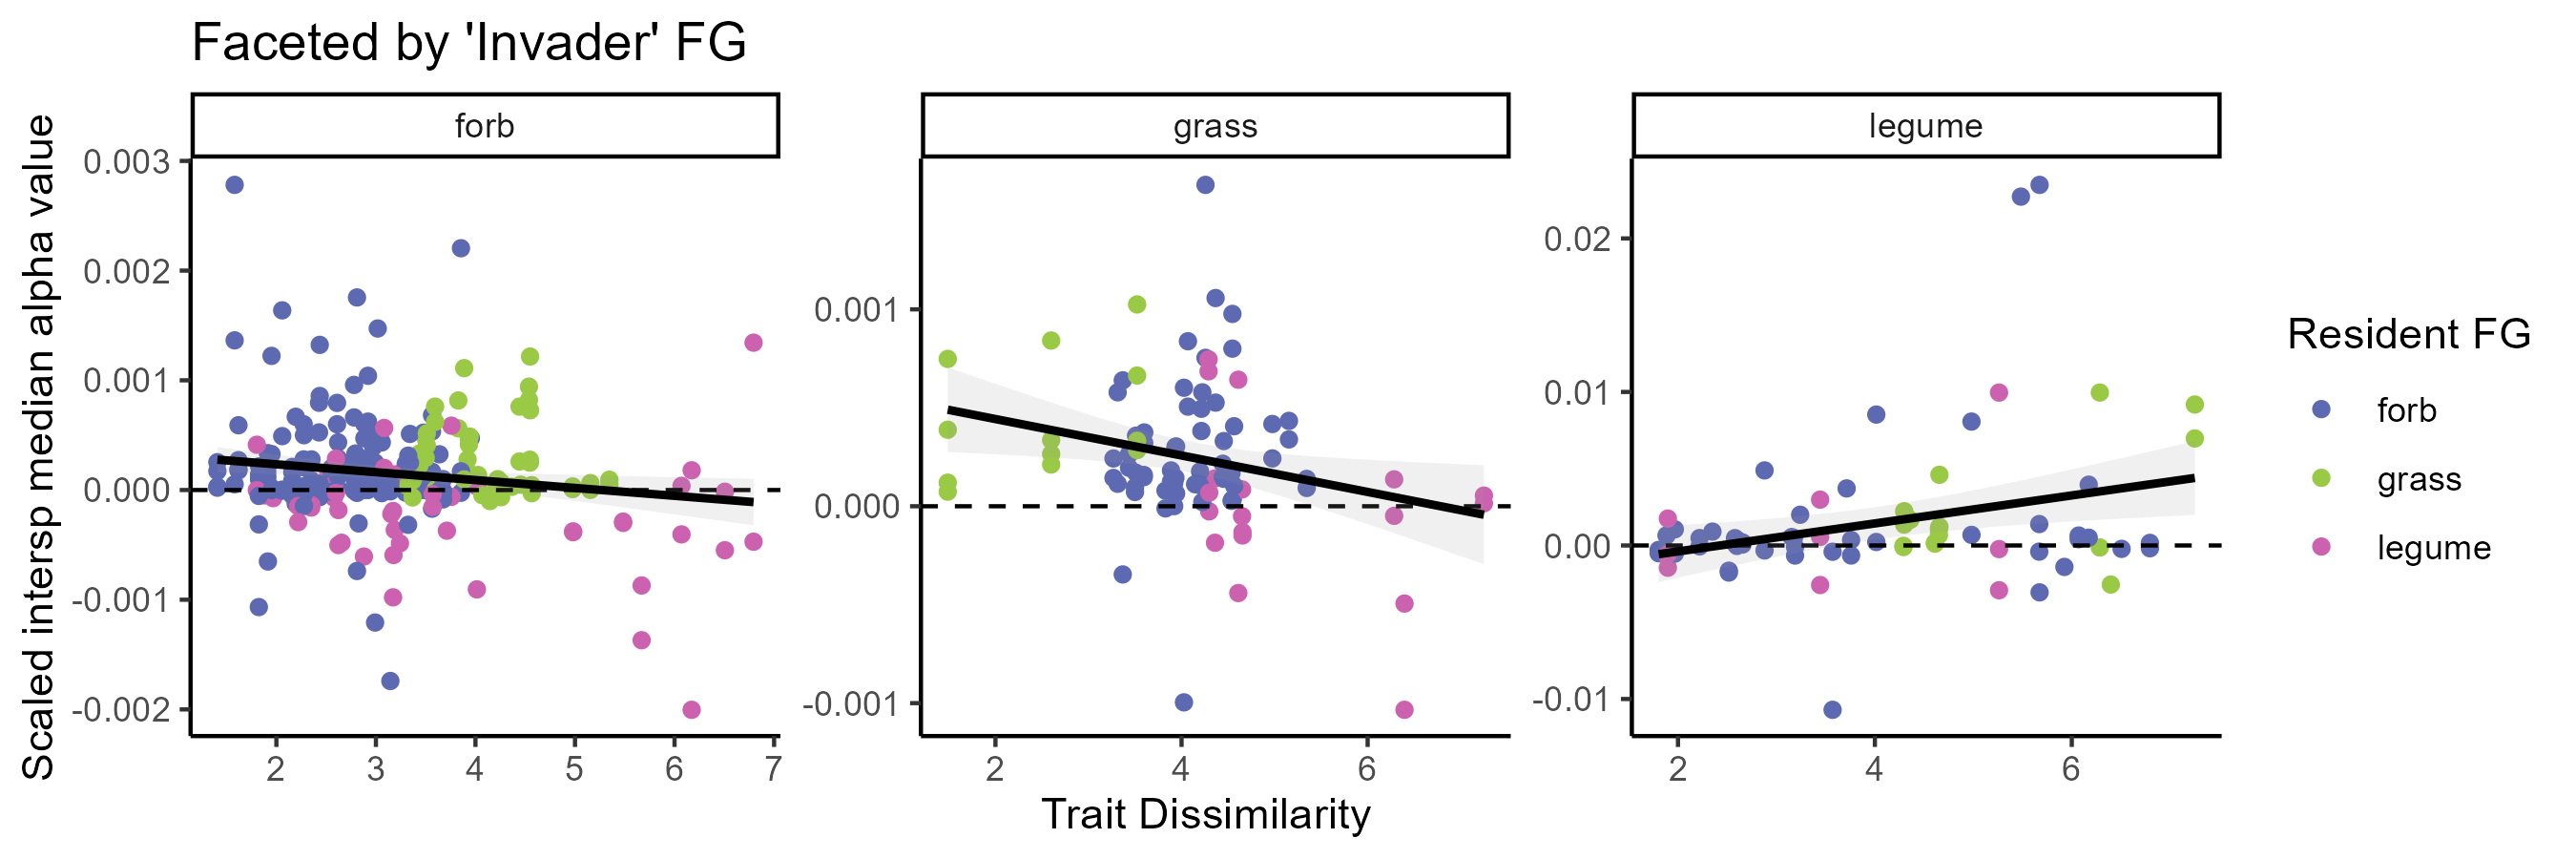 Faceted by 'Invader' FG
forb
grass
legume
Scaled intersp median alpha value
0.003
0.002
0.001
0.000
-0.001
-0.002
2 3 4 5 6 7
0.001
0.000
-0.001
2 4 6
0.02
0.01
0.00
-0.01
2 4 6
Trait Dissimilarity
Resident FG
forb
grass
legume